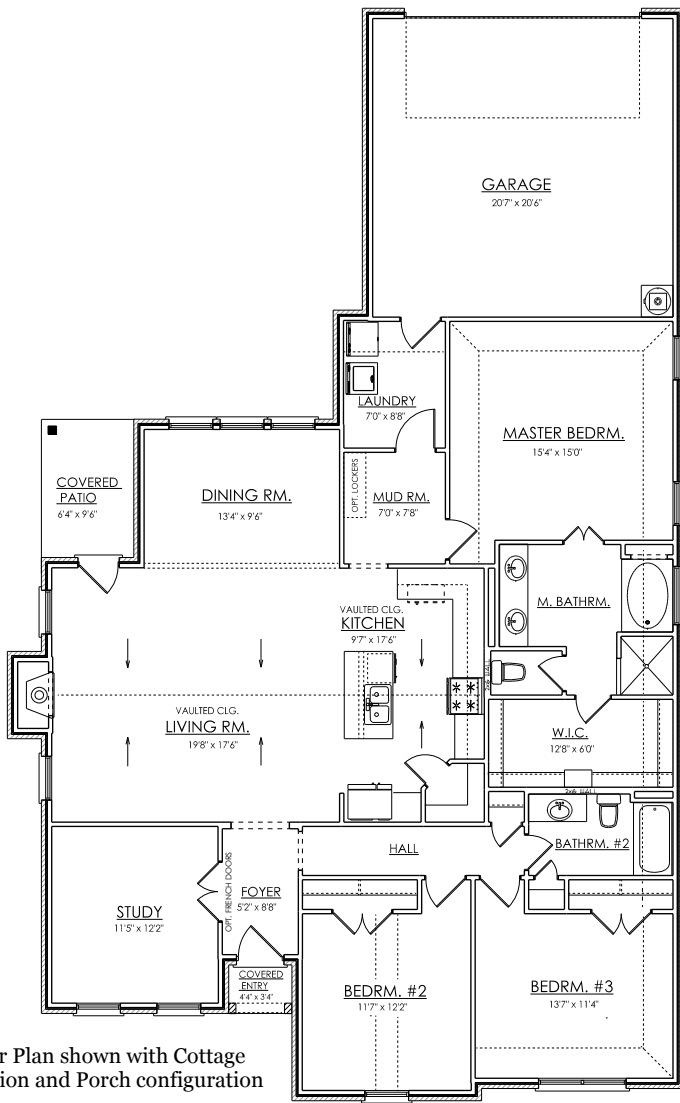 GARAGE
20'7" x 20'6"
LAUNDRY
7'0" x 8'8"
MASTER BEDRM.
15'4" x 15'0"
COVERED
PATIO
6'4" x 9'6"
DINING RM.
13'4" x 9'6"
OPT. LOCKERS
MUD RM.
7'0" x 7'8"
VAULTED CLG.
KITCHEN
9'7" x 17'6"
M. BATHRM.
2x6 WALL
VAULTED CLG.
LIVING RM.
19'8" x 17'6"
W.I.C.
12'8" x 6'0"
2x6 WALL
HALL
BATHRM. #2
STUDY
11'5" x 12'2"
OPT. FRENCH DOORS
FOYER
5'2" x 8'8"
COVERED
ENTRY
4'4" x 3'4"
BEDRM. #2
11'7" x 12'2"
BEDRM. #3
13'7" x 11'4"
r Plan shown with Cottage
ion and Porch configuration